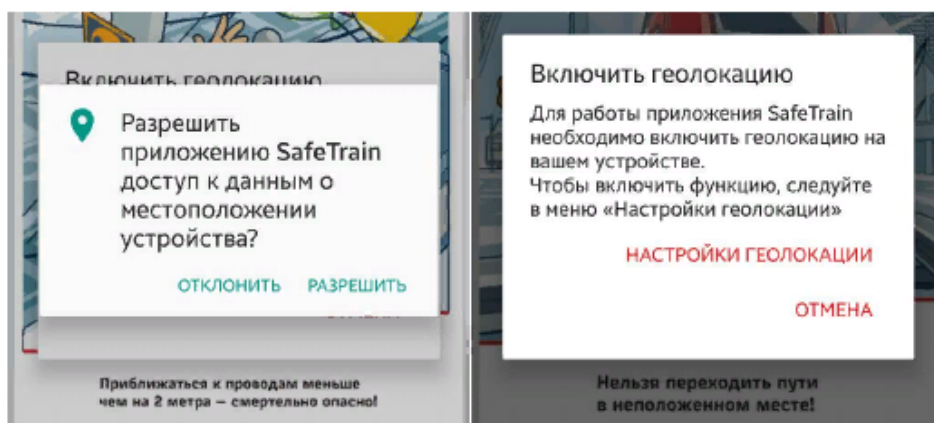 Включить геолокацию
Разрешить
приложению SafeTrain
доступ к данным о
местоположении
устройства?
ОТКЛОНИТЬ РАЗРЕШИТЬ
Приближаться к проводам меньше
чем на 2 метра — смертельно опасно!
Включить геолокацию
Для работы приложения SafeTrain
необходимо включить геолокацию на
вашем устройстве.
Чтобы включить функцию, следуйте
в меню «Настройки геолокации»
НАСТРОЙКИ ГЕОЛОКАЦИИ
ОТМЕНА
Нельзя переходить пути
в неположенном месте!